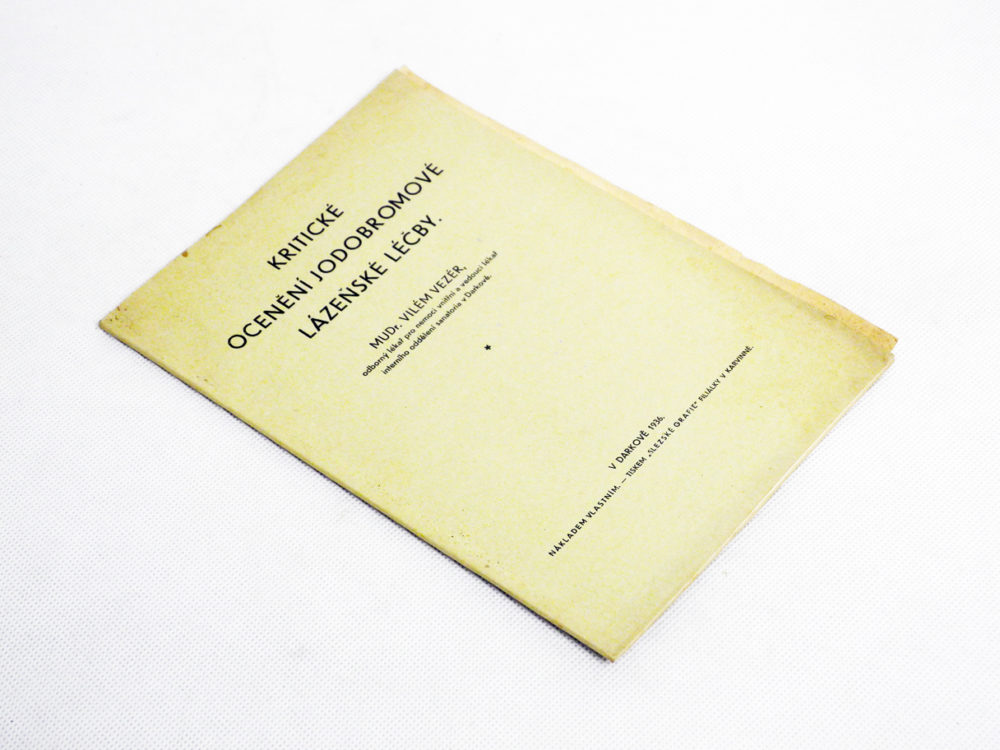 KRITICKÉ
OCENĚNÍ JODOBROMOVÉ
LÁZEŇSKÉ LÉČBY.
MUDr. VILÉM VEZÉR,
odborný lékař pro nemoci vnitřní a vedoucí lékař
interního oddělení sanatoria v Darkově.
*
V DARKOVĚ 1936.
NÁKLADEM VLASTNÍM. — TISKEM „SLEZSKÉ GRAFIE" FILIÁLKY V KARVINNÉ.